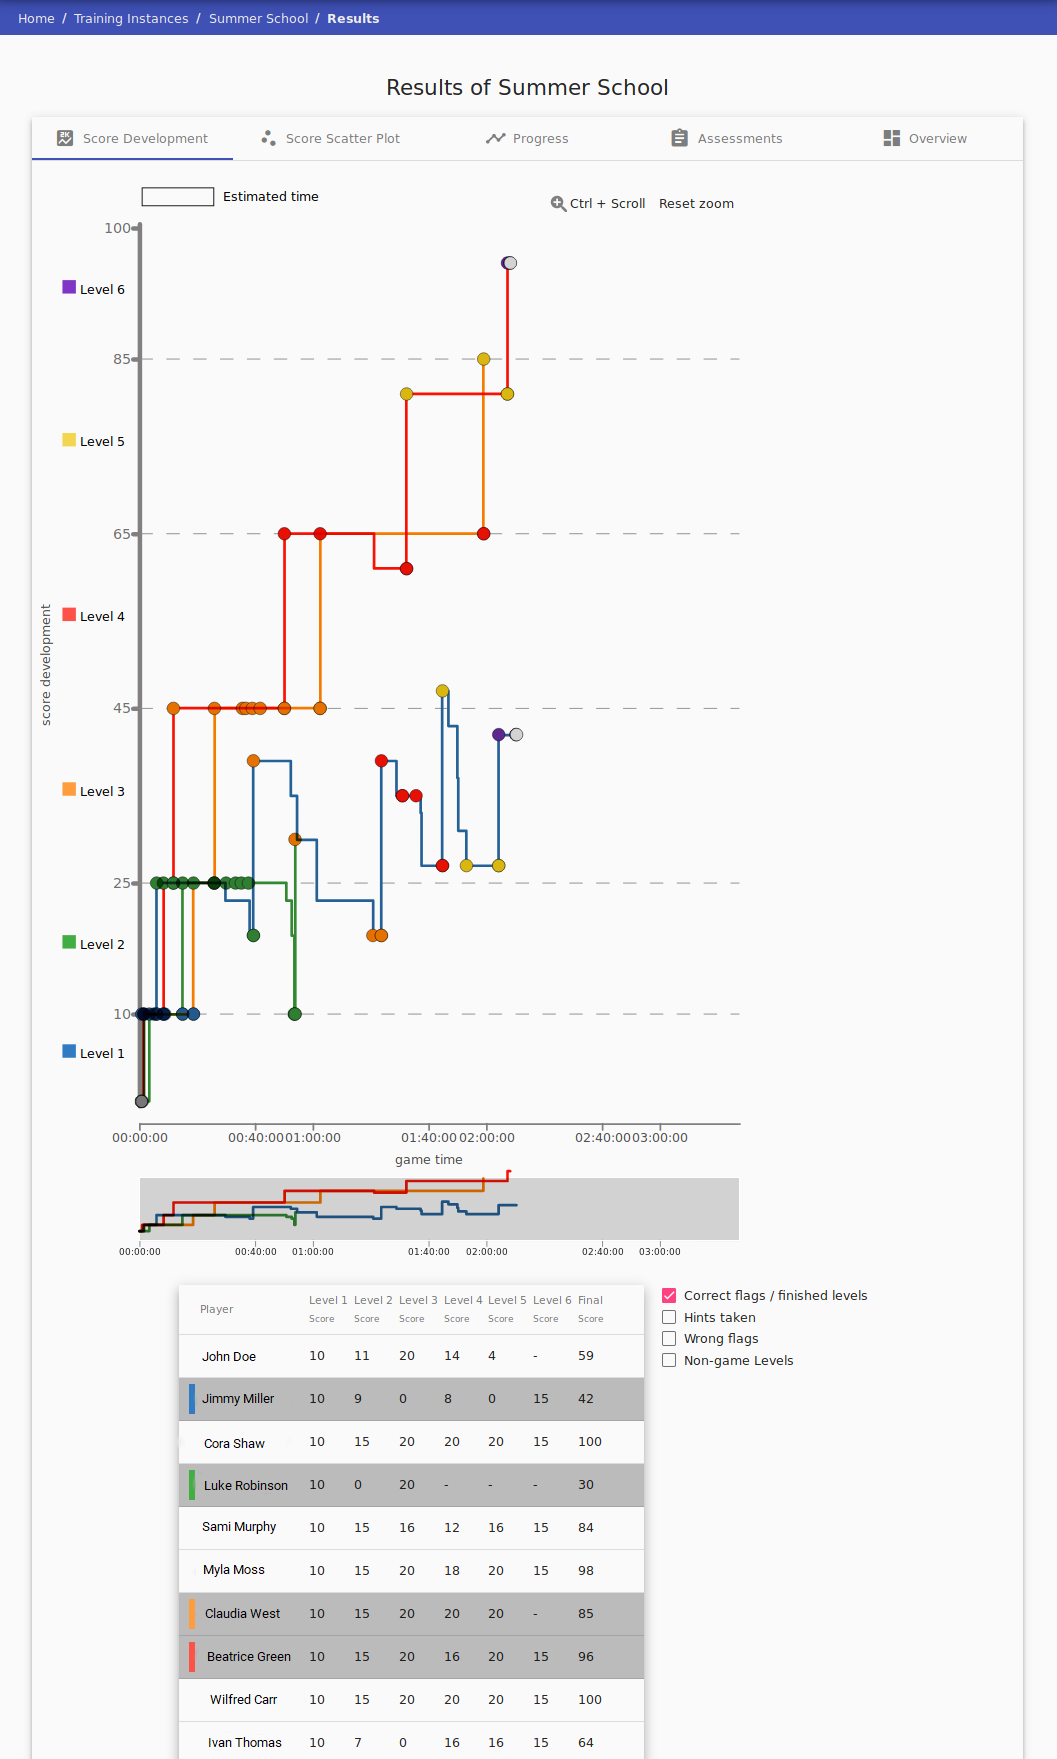 Home / Training Instances / Summer School / Results
Results of Summer School
Score Development Score Scatter Plot Progress Assessments Overview
Estimated time
Ctrl + Scroll Reset zoom
100
Level 6
85
Level 5
65
Level 4
score development
45
Level 3
25
Level 2
10
Level 1
00:00:00 00:40:00 01:00:00 01:40:00 02:00:00 02:40:00 03:00:00
game time
00:00:00 00:40:00 01:00:00 01:40:00 02:00:00 02:40:00 03:00:00
Player Level 1 Level 2 Level 3 Level 4 Level 5 Level 6 Final
Score Score Score Score Score Score Score
John Doe 10 11 20 14 4 - 59
Jimmy Miller 10 9 0 8 0 15 42
Cora Shaw 10 15 20 20 20 15 100
Luke Robinson 10 0 20 - - - 30
Sami Murphy 10 15 16 12 16 15 84
Myla Moss 10 15 20 18 20 15 98
Claudia West 10 15 20 20 20 - 85
Beatrice Green 10 15 20 16 20 15 96
Wilfred Carr 10 15 20 20 20 15 100
Ivan Thomas 10 7 0 16 16 15 64
Correct flags / finished levels
Hints taken
Wrong flags
Non-game Levels